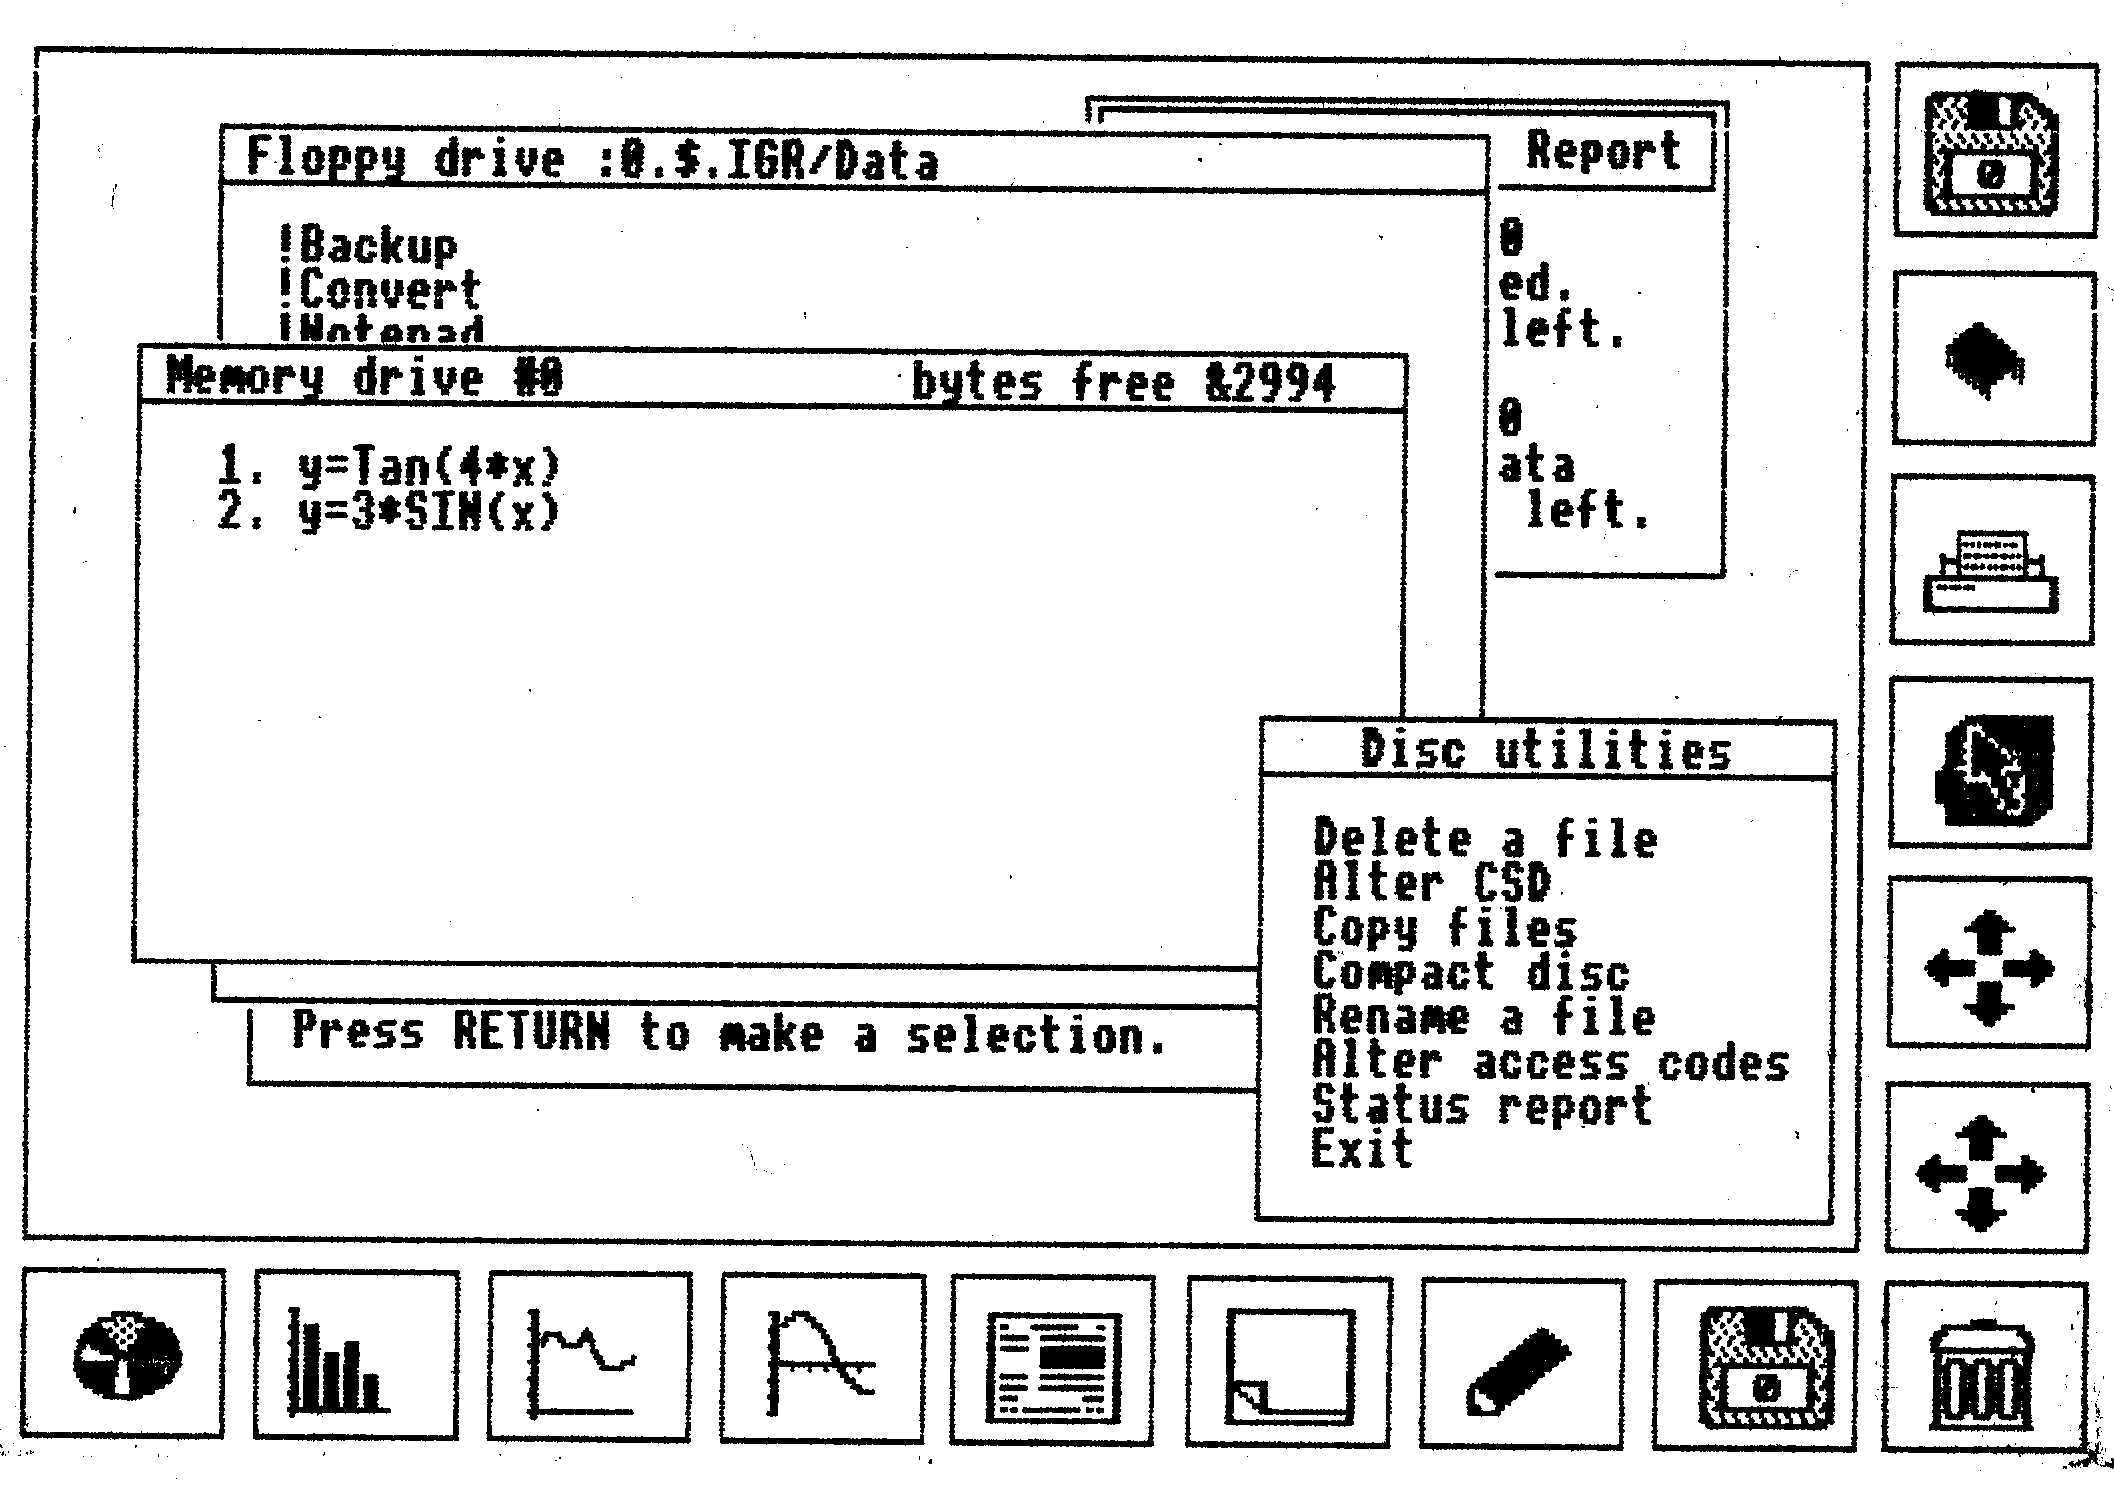 Floppy drive :0.$.IGR/Data
Report
!Backup
!Convert
!Notepad
0
ed.
left.
Memory drive #0 bytes free &2994
0
ata
left.
1. y=Tan(4*x)
2. y=3*SIN(x)
Disc utilities
Delete a file
Alter CSD
Copy files
Compact disc
Rename a file
Alter access codes
Status report
Exit
Press RETURN to make a selection.
0
0